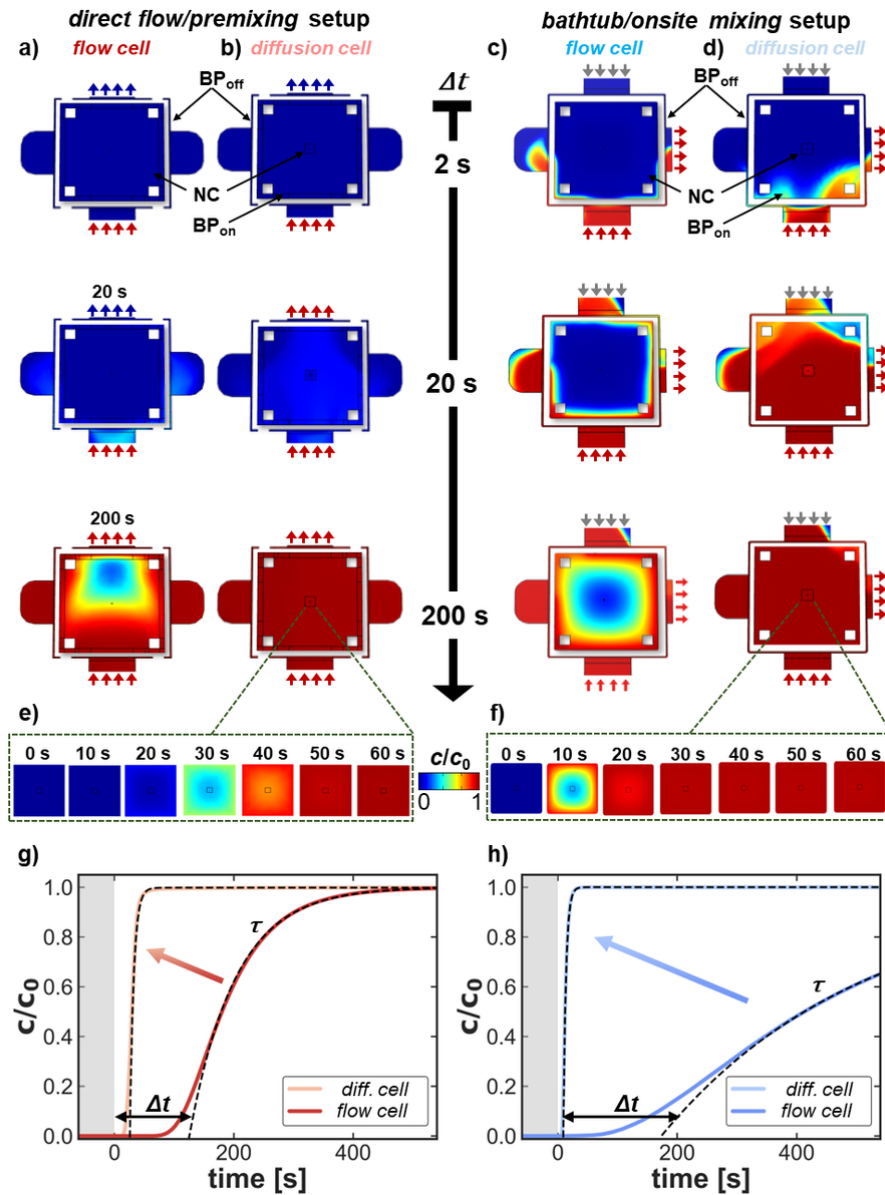 direct flow/premixing setup
bathtub/onsite mixing setup
a) flow cell
b) diffusion cell
c) flow cell
d) diffusion cell
BPoff
Δt
BPoff
2 s
NC
NC
BPon
BPon
20 s
20 s
200 s
200 s
e)
f)
0 s 10 s 20 s 30 s 40 s 50 s 60 s
c/c0
0 1
0 s 10 s 20 s 30 s 40 s 50 s 60 s
g)
h)
1.0
0.8
0.6
0.4
0.2
0.0
c/c0
τ
Δt
diff. cell
flow cell
0 200 400
time [s]
1.0
0.8
0.6
0.4
0.2
0.0
c/c0
τ
Δt
diff. cell
flow cell
0 200 400
time [s]